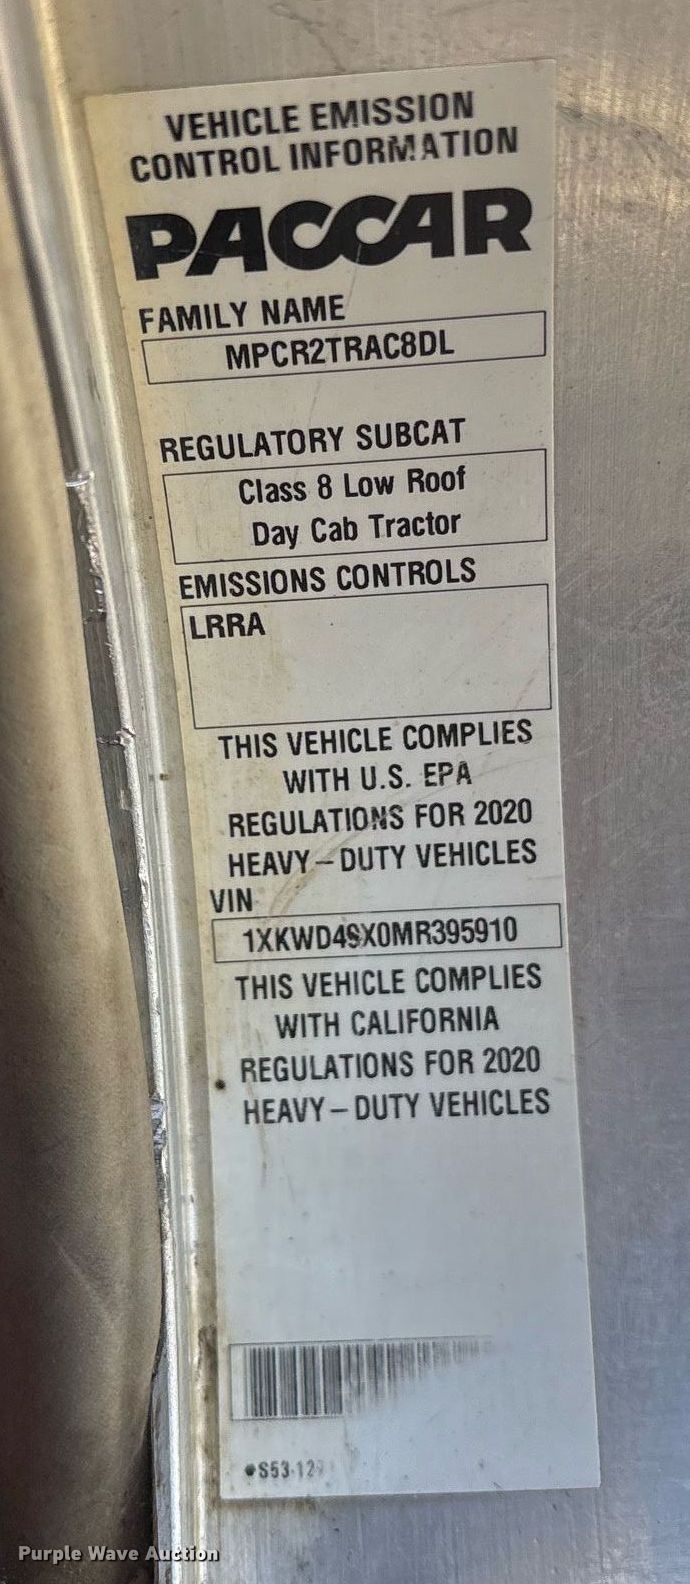 VEHICLE EMISSION
CONTROL INFORMATION
PACCAR
FAMILY NAME
MPCR2TRAC8DL
REGULATORY SUBCAT
Class 8 Low Roof
Day Cab Tractor
EMISSIONS CONTROLS
LRRA
THIS VEHICLE COMPLIES
WITH U.S. EPA
REGULATIONS FOR 2020
HEAVY-DUTY VEHICLES
VIN
1XKWD49X0MR395910
THIS VEHICLE COMPLIES
WITH CALIFORNIA
REGULATIONS FOR 2020
HEAVY-DUTY VEHICLES
Purple Wave Auction